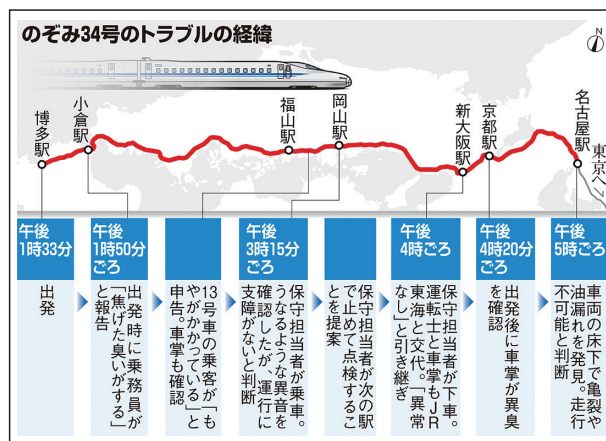 のぞみ34号のトラブルの経緯
N
博多駅
小倉駅
福山駅
岡山駅
新大阪駅
京都駅
名古屋駅
東京へ
午後
1時33分
出発
午後
1時50分
ごろ
出発時に乗務員が
「焦げた臭いがする」
と報告
13号車の乗客が「も
やがかかっている」と
申告。車掌も確認
午後
3時15分
ごろ
保守担当者が乗車。
うなるような異音を
確認したが、運行に
支障がないと判断
保守担当者が次の駅
で止めて点検するこ
とを提案
午後
4時ごろ
保守担当者が下車。
運転士と車掌もJR
東海と交代。「異常
なし」と引き継ぎ
午後
4時20分
ごろ
出発後に車掌が異臭
を確認
午後
5時ごろ
車両の床下で亀裂や
油漏れを発見。走行
不可能と判断